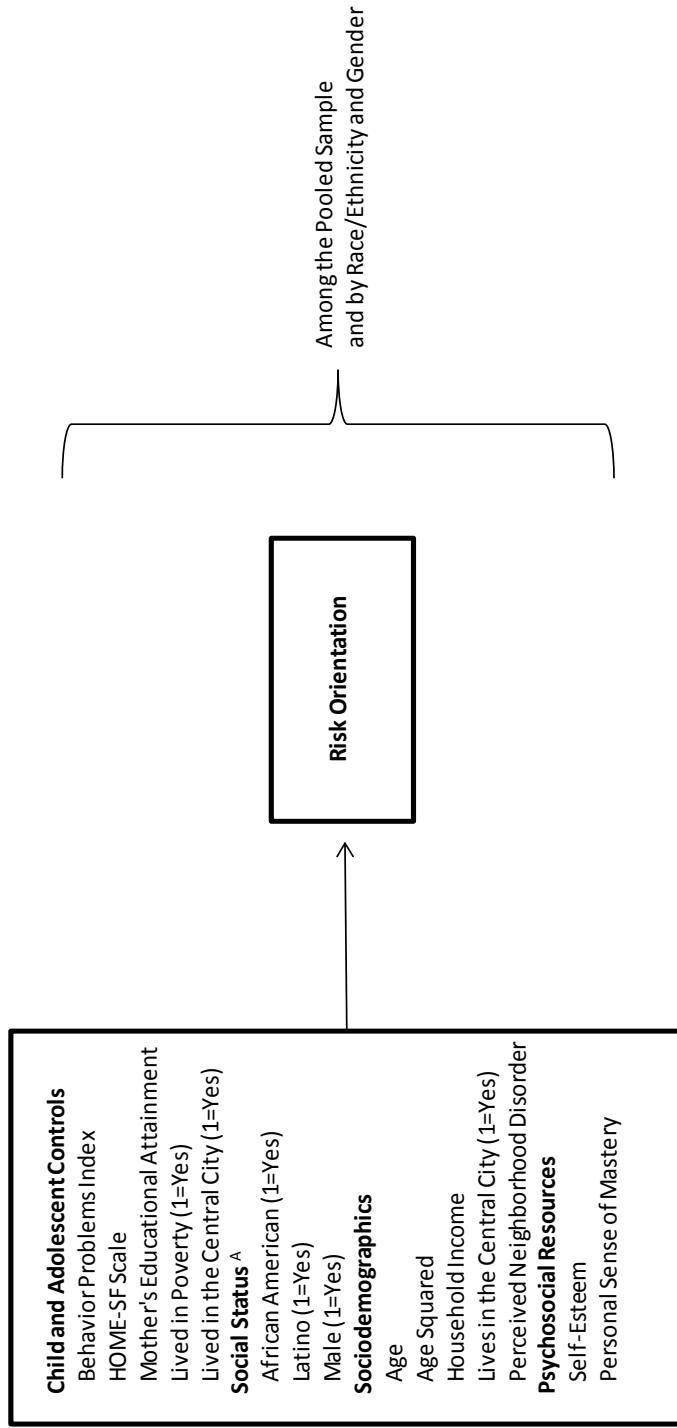 Child and Adolescent Controls
Behavior Problems Index
HOME-SF Scale
Mother's Educational Attainment
Lived in Poverty (1=Yes)
Lived in the Central City (1=Yes)
Social Status A
African American (1=Yes)
Latino (1=Yes)
Male (1=Yes)
Sociodemographics
Age
Age Squared
Household Income
Lives in the Central City (1=Yes)
Perceived Neighborhood Disorder
Psychosocial Resources
Self-Esteem
Personal Sense of Mastery
Risk Orientation
Among the Pooled Sample
and by Race/Ethnicity and Gender